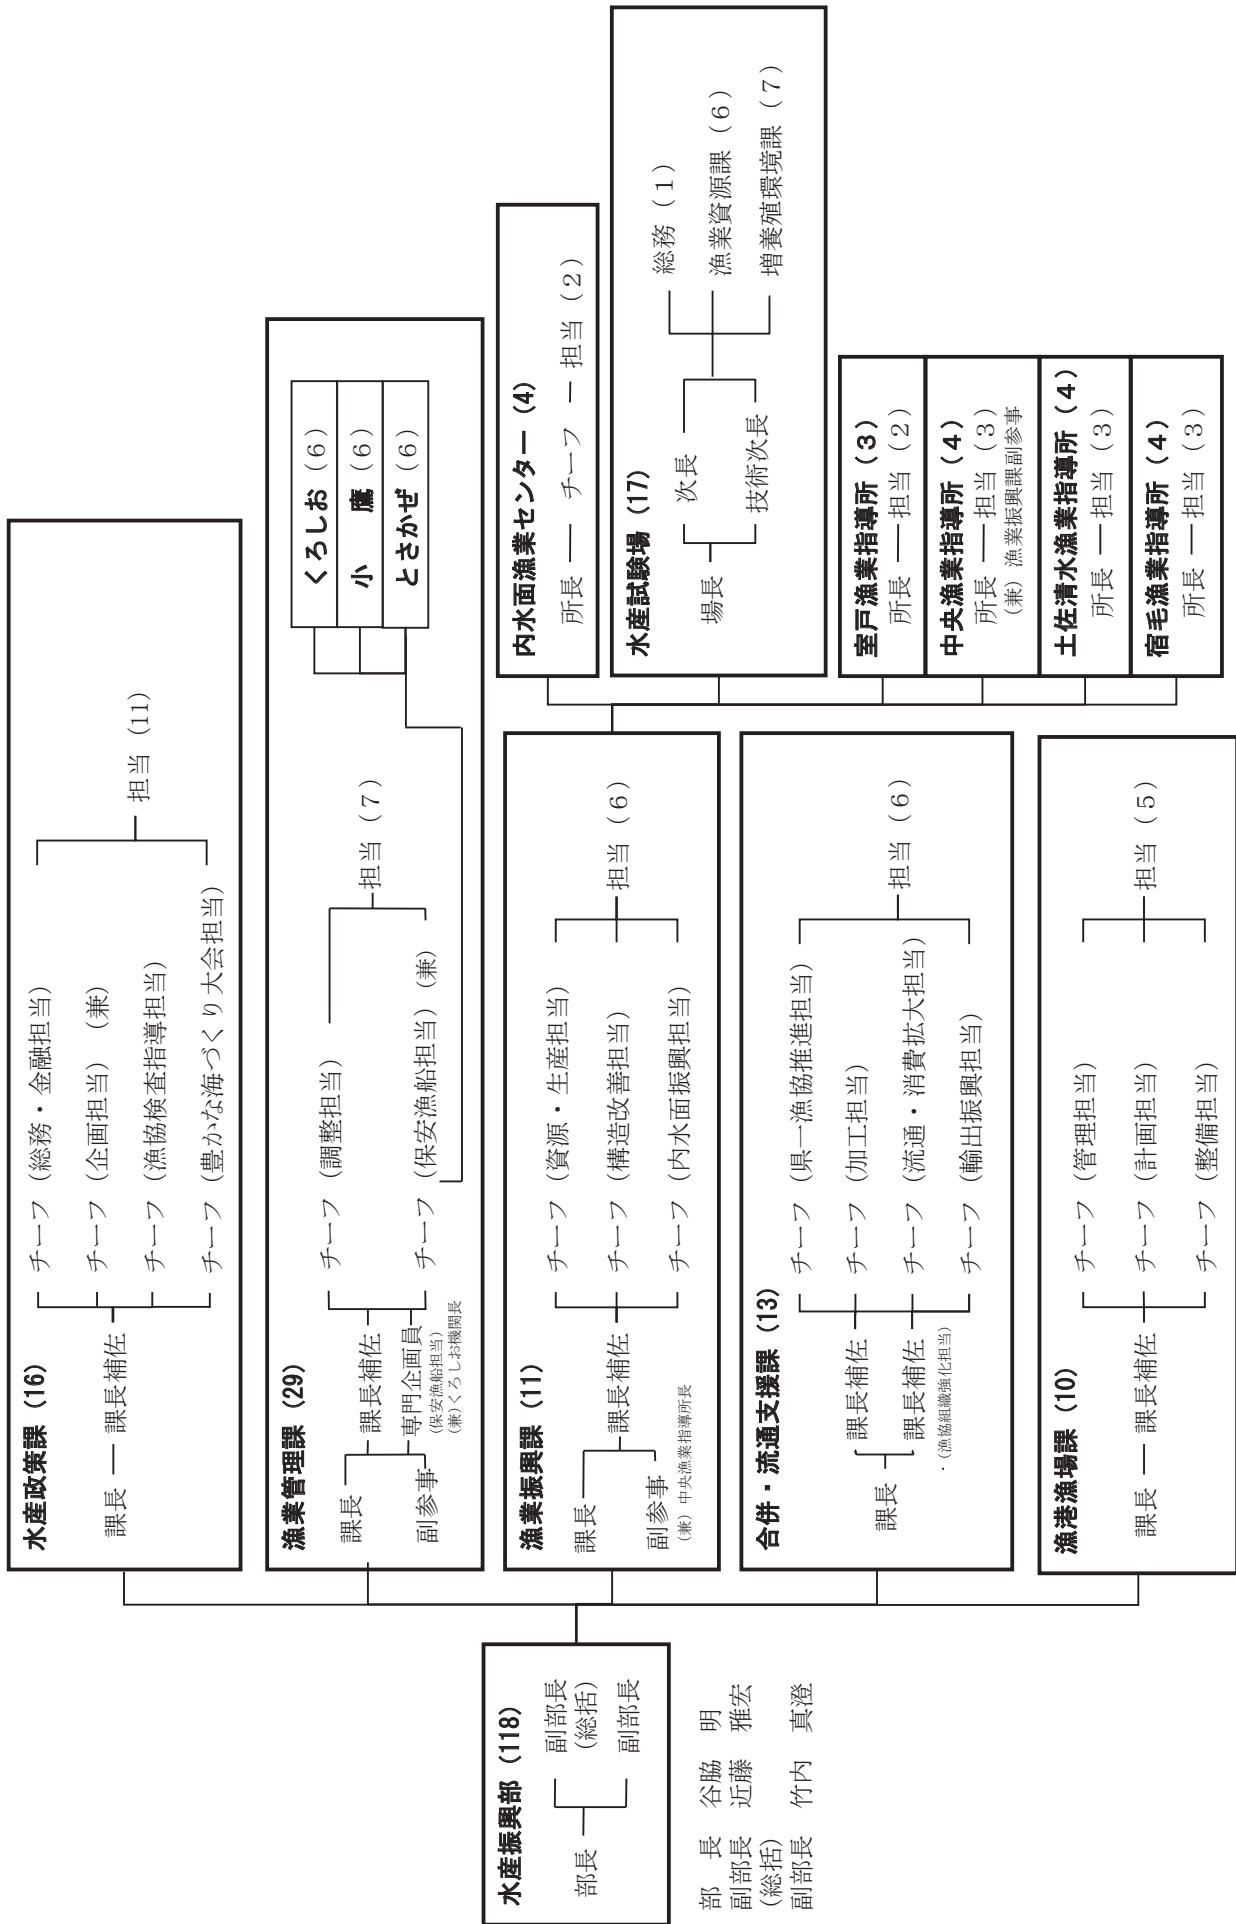 水産振興部 (118)
部長
副部長
(総括)
副部長
部　長　谷脇　明
副部長　近藤　雅宏
(総括)
副部長　竹内　真澄
水産政策課 (16)
課長
課長補佐
チーフ (総務・金融担当)
チーフ (企画担当) (兼)
チーフ (漁協検査指導担当)
チーフ (豊かな海づくり大会担当)
担当 (11)
漁業管理課 (29)
課長
副参事
課長補佐
専門企画員
(保安漁船担当)
(兼)くろしお機関長
チーフ (調整担当)
チーフ (保安漁船担当) (兼)
担当 (7)
くろしお (6)
小　鷹 (6)
とさかぜ (6)
漁業振興課 (11)
課長
副参事
(兼) 中央漁業指導所長
課長補佐
チーフ (資源・生産担当)
チーフ (構造改善担当)
チーフ (内水面振興担当)
担当 (6)
合併・流通支援課 (13)
課長
課長補佐
課長補佐
・(漁協組織強化担当)
チーフ (県一漁協推進担当)
チーフ (加工担当)
チーフ (流通・消費拡大担当)
チーフ (輸出振興担当)
担当 (6)
漁港漁場課 (10)
課長
課長補佐
チーフ (管理担当)
チーフ (計画担当)
チーフ (整備担当)
担当 (5)
内水面漁業センター (4)
所長 チーフ 担当 (2)
水産試験場 (17)
場長
次長
技術次長
総務 (1)
漁業資源課 (6)
増養殖環境課 (7)
室戸漁業指導所 (3)
所長 担当 (2)
中央漁業指導所 (4)
所長 担当 (3)
(兼) 漁業振興課副参事
土佐清水漁業指導所 (4)
所長 担当 (3)
宿毛漁業指導所 (4)
所長 担当 (3)